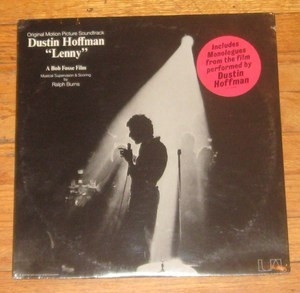 Original Motion Picture Soundtrack
Dustin Hoffman
"Lenny"
A Bob Fosse Film
Musical Supervision & Scoring
by
Ralph Burns
Includes
Monologues
from the film
performed by
Dustin
Hoffman
UA